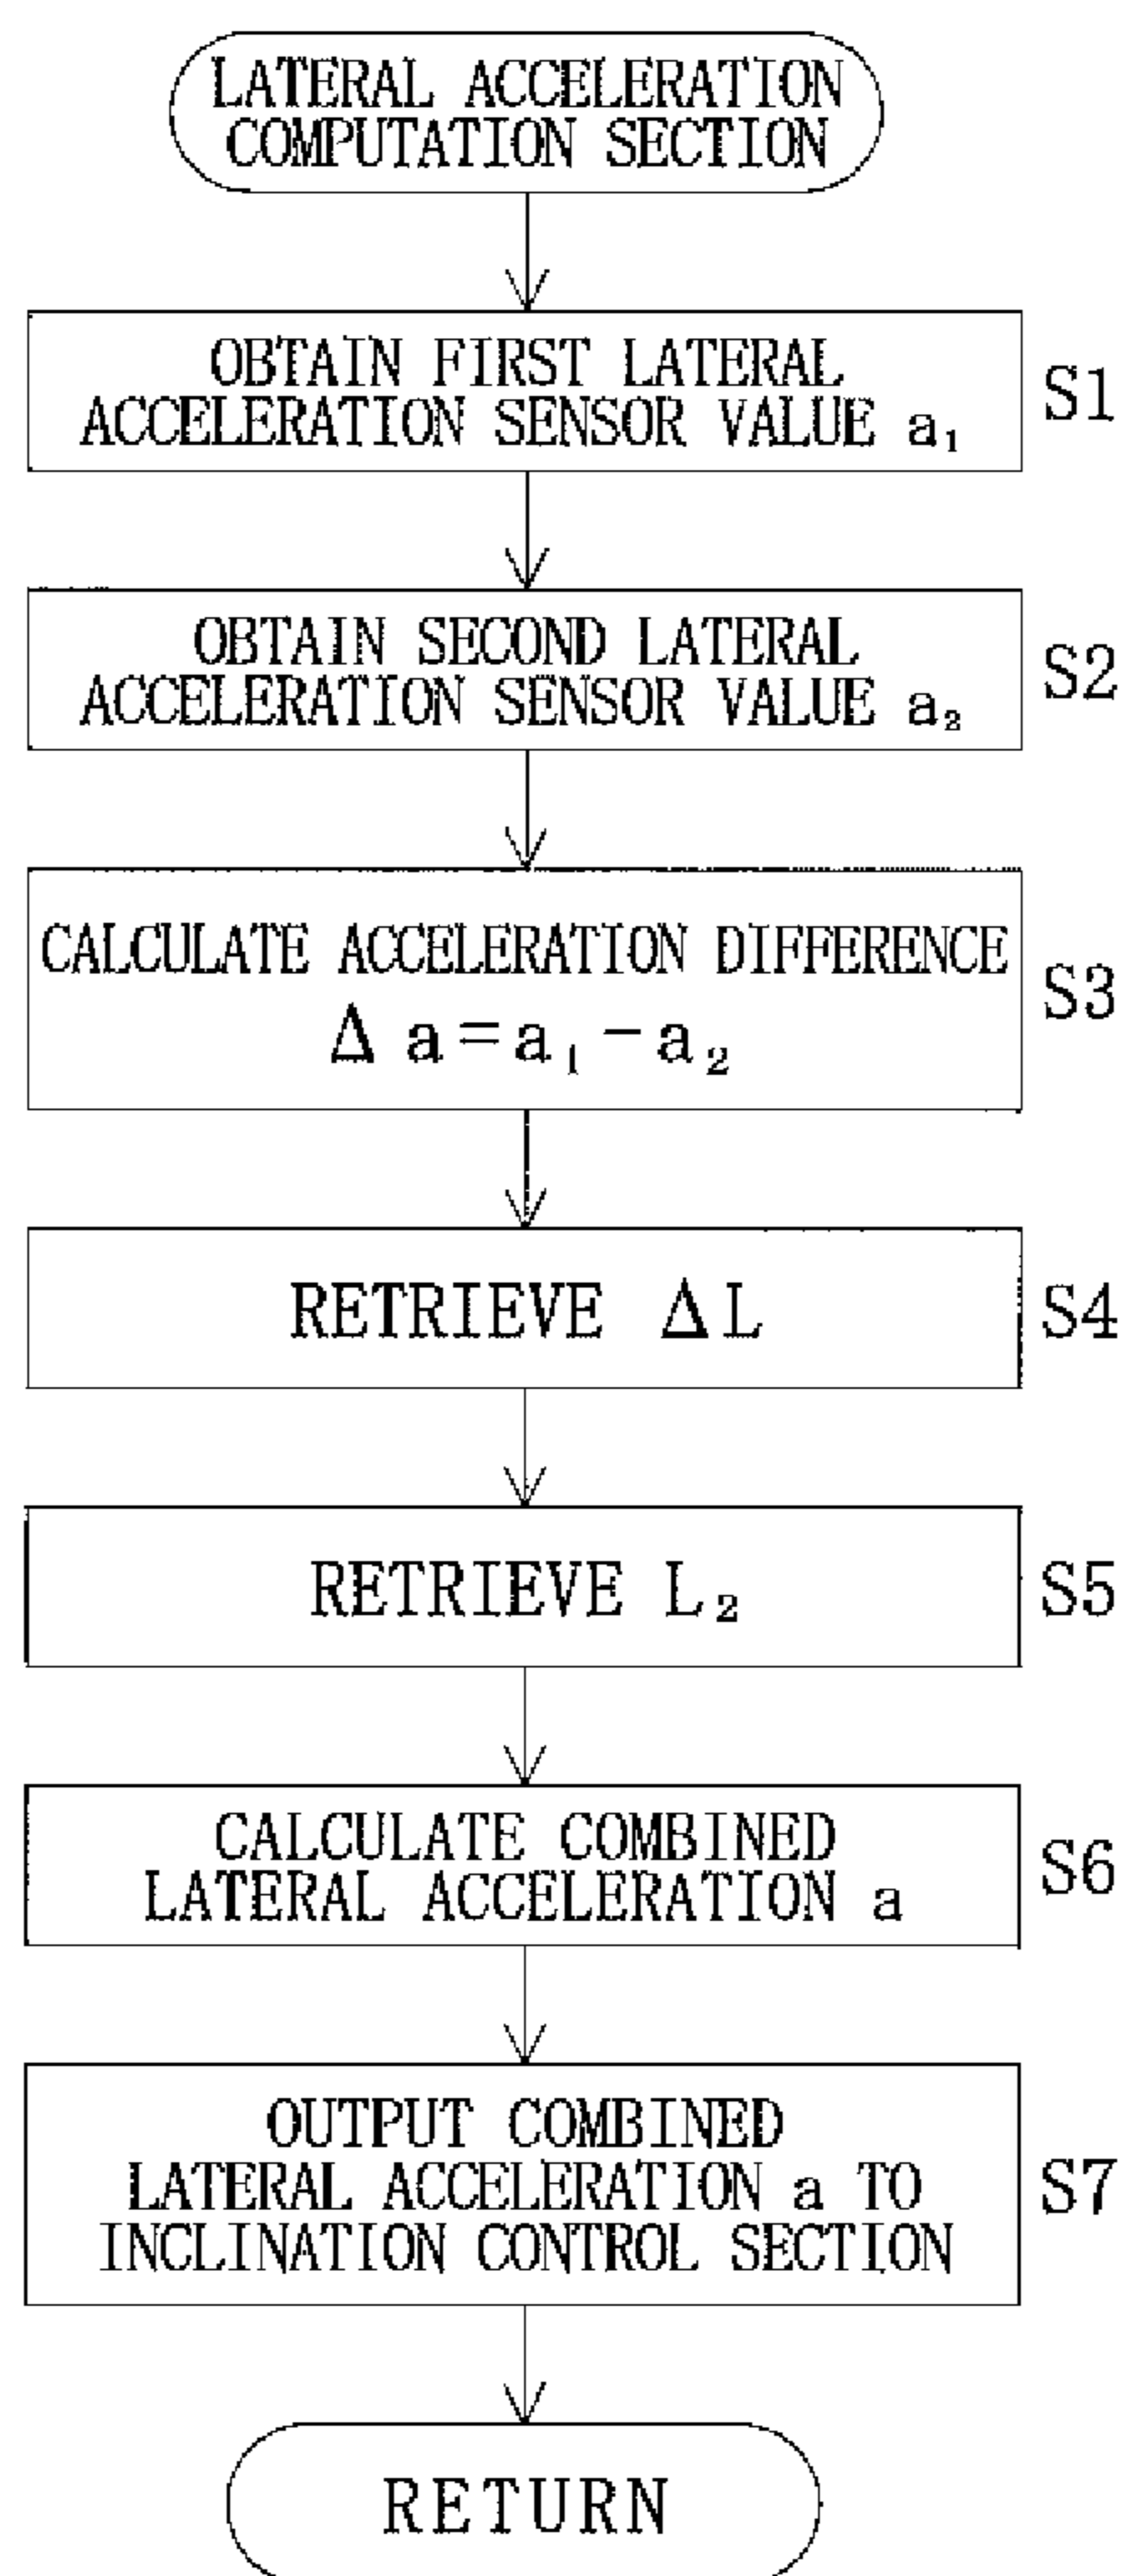 LATERAL ACCELERATION
COMPUTATION SECTION
OBTAIN FIRST LATERAL
ACCELERATION SENSOR VALUE a₁
S1
OBTAIN SECOND LATERAL
ACCELERATION SENSOR VALUE a₂
S2
CALCULATE ACCELERATION DIFFERENCE
Δ a=a₁-a₂
S3
RETRIEVE ΔL
S4
RETRIEVE L₂
S5
CALCULATE COMBINED
LATERAL ACCELERATION a
S6
OUTPUT COMBINED
LATERAL ACCELERATION a TO
INCLINATION CONTROL SECTION
S7
RETURN